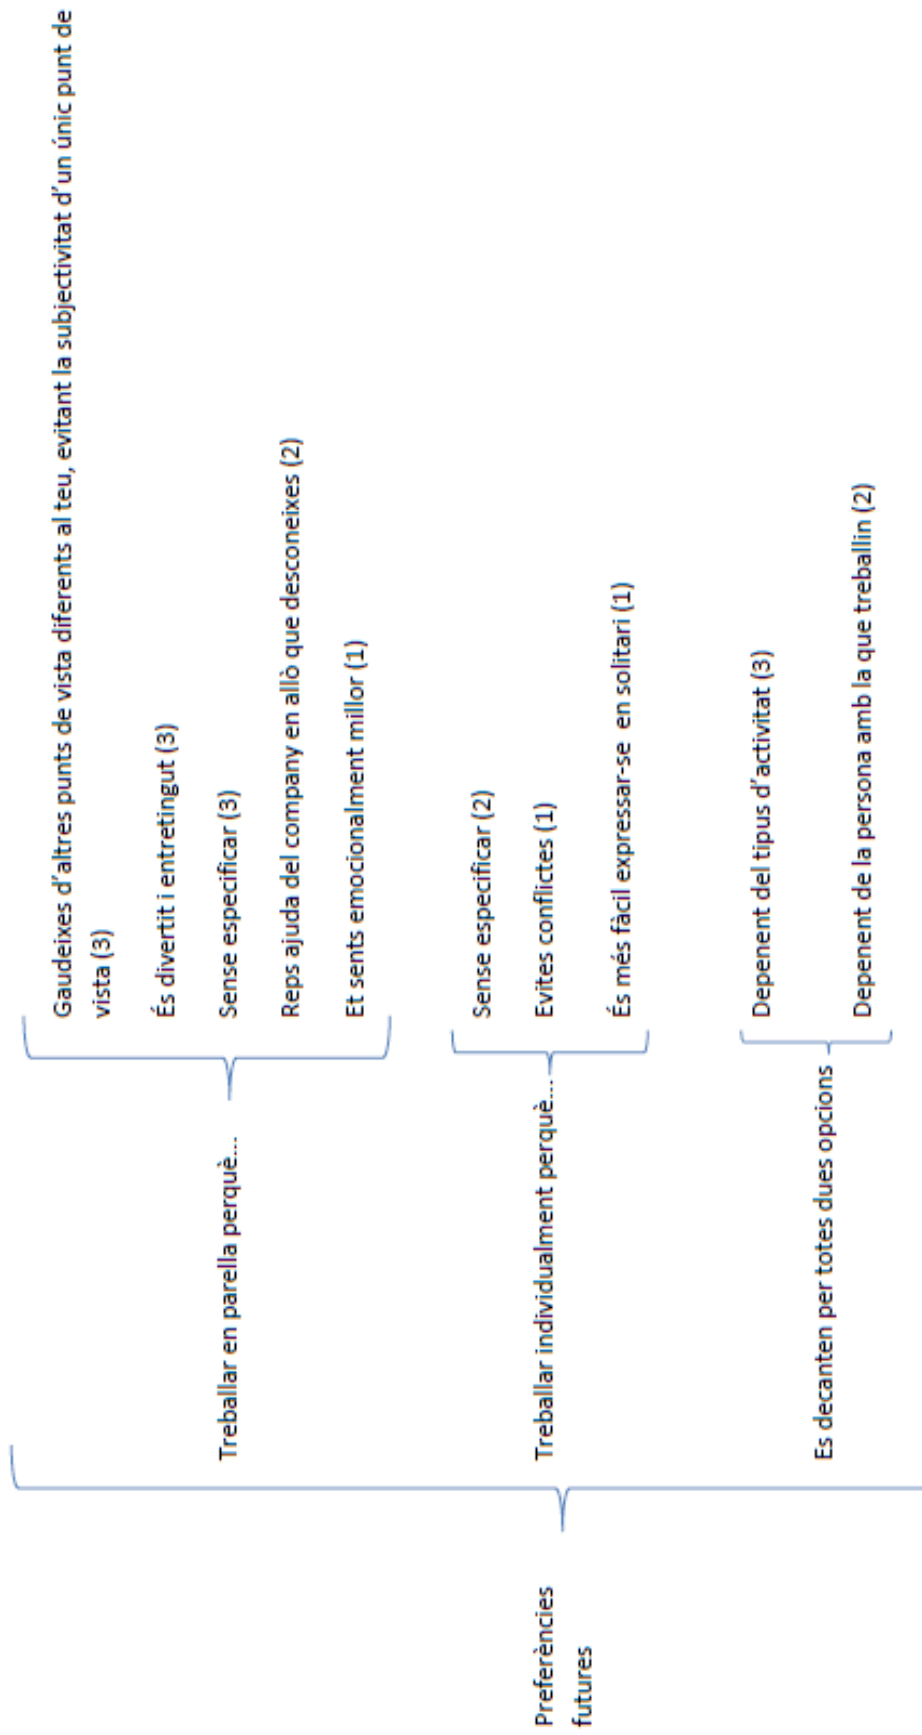 Preferències
futures
Treballar en parella perquè...
Gaudeixes d'altres punts de vista diferents al teu, evitant la subjectivitat d'un únic punt de
vista (3)
És divertit i entretingut (3)
Sense especificar (3)
Reps ajuda del company en allò que desconeixes (2)
Et sents emocionalment millor (1)
Treballar individualment perquè...
Sense especificar (2)
Evites conflictes (1)
És més fàcil expressar-se en solitari (1)
Es decanten per totes dues opcions
Depenent del tipus d'activitat (3)
Depenent de la persona amb la que treballin (2)